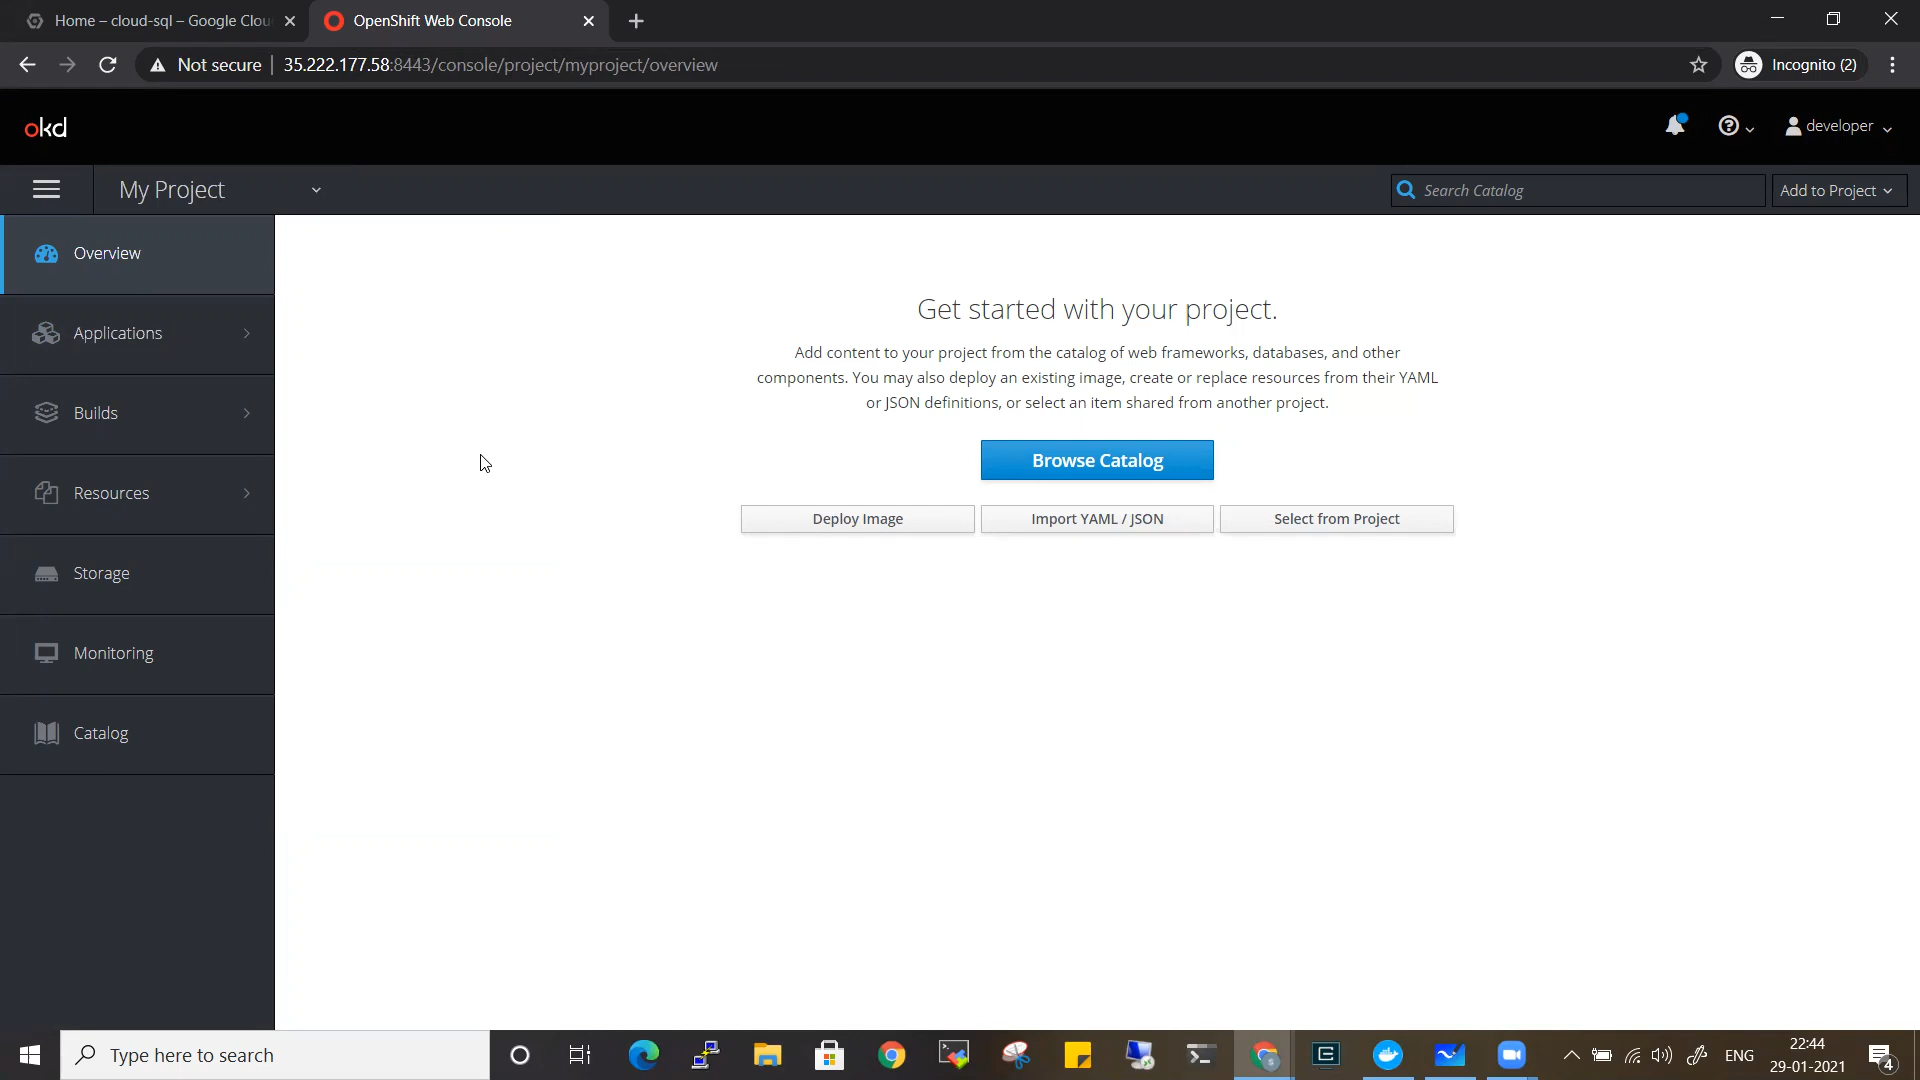 Home – cloud-sql – Google Clou
OpenShift Web Console
Not secure
35.222.177.58:8443/console/project/myproject/overview
Incognito (2)
okd
developer
My Project
Search Catalog
Add to Project
Overview
Applications
Builds
Resources
Storage
Monitoring
Catalog
Get started with your project.
Add content to your project from the catalog of web frameworks, databases, and other
components. You may also deploy an existing image, create or replace resources from their YAML
or JSON definitions, or select an item shared from another project.
Browse Catalog
Deploy Image
Import YAML / JSON
Select from Project
Type here to search
ENG
22:44
29-01-2021
4